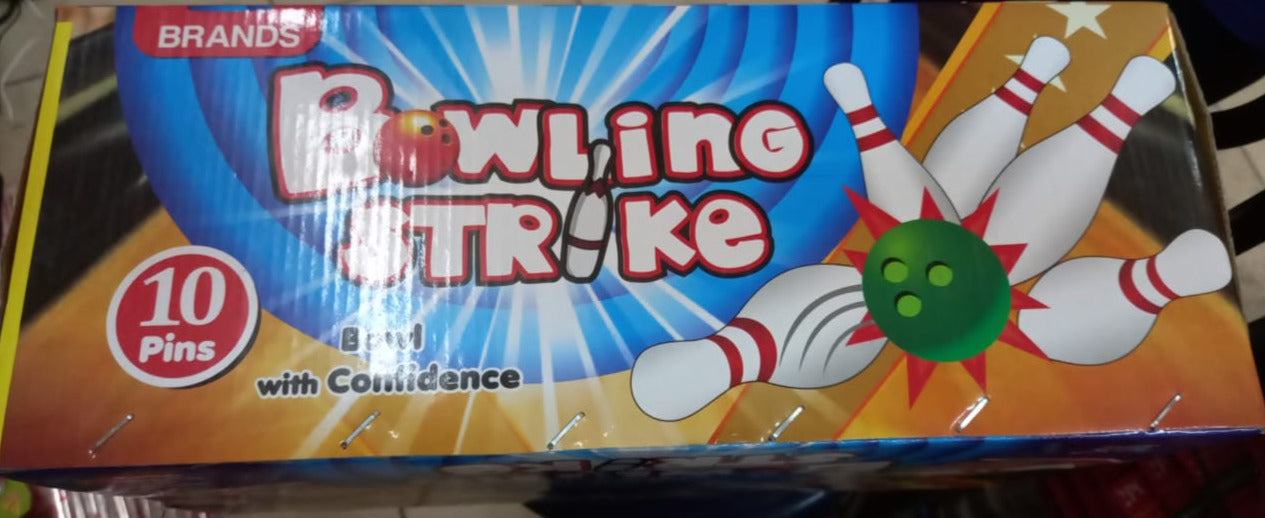 BRANDS
BOWLING
STRIKE
10
Pins
Bowl
with Confidence